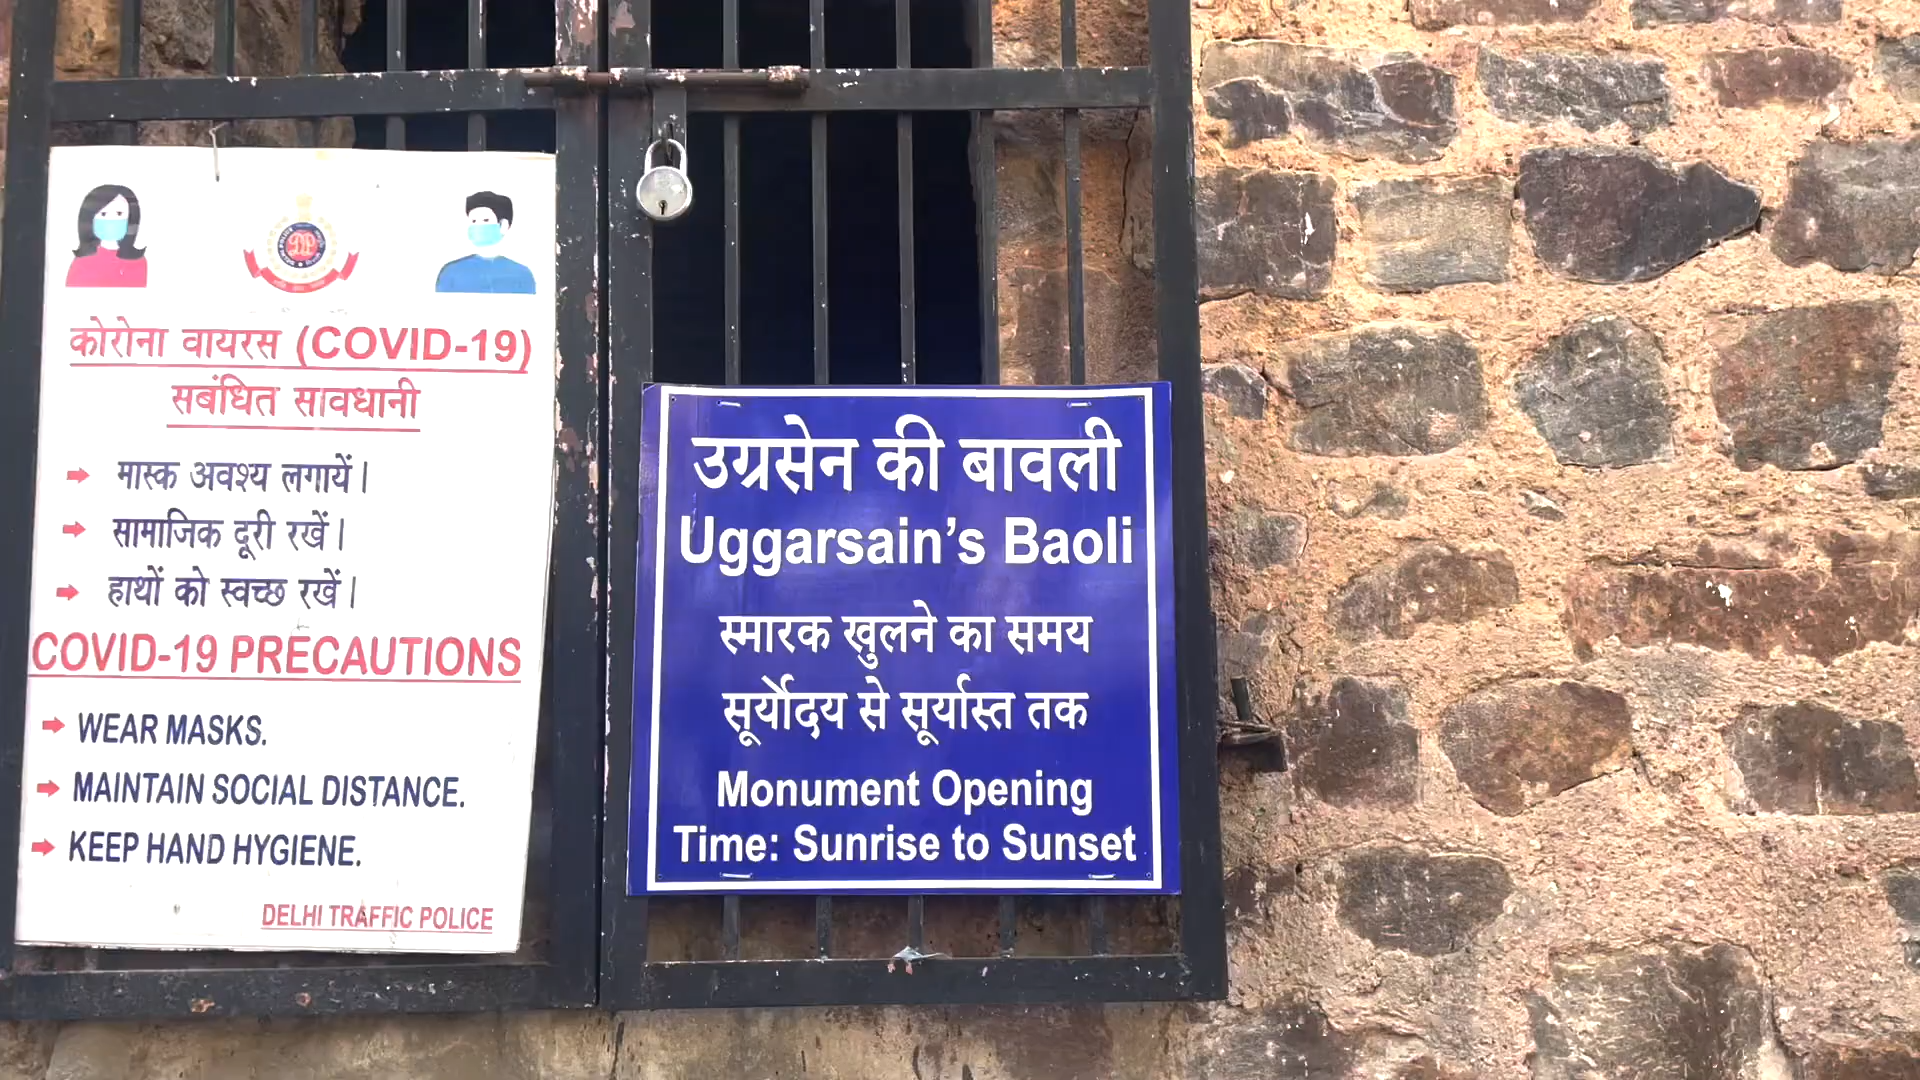 कोरोना वायरस (COVID-19)
सबंधित सावधानी
मास्क अवश्य लगायें।
सामाजिक दूरी रखें।
हाथों को स्वच्छ रखें।
COVID-19 PRECAUTIONS
WEAR MASKS.
MAINTAIN SOCIAL DISTANCE.
KEEP HAND HYGIENE.
DELHI TRAFFIC POLICE
उग्रसेन की बावली
Uggarsain's Baoli
स्मारक खुलने का समय
सूर्योदय से सूर्यास्त तक
Monument Opening
Time: Sunrise to Sunset